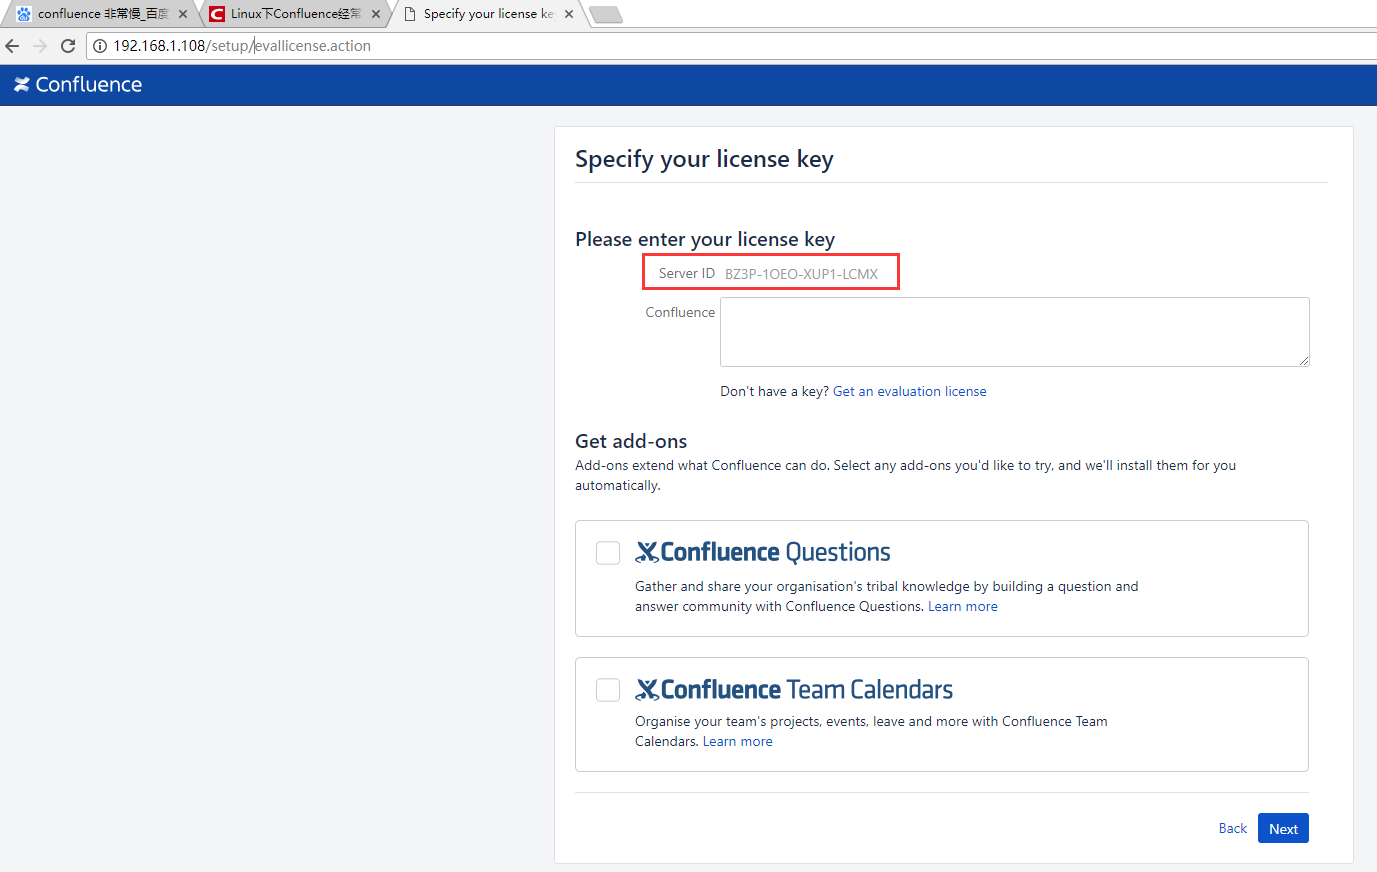 confluence 非常慢_百度
Linux下Confluence经常
Specify your license ke
192.168.1.108/setup/evallicense.action
Confluence
Specify your license key
Please enter your license key
Server ID BZ3P-1OEO-XUP1-LCMX
Confluence
Don't have a key? Get an evaluation license
Get add-ons
Add-ons extend what Confluence can do. Select any add-ons you'd like to try, and we'll install them for you
automatically.
Confluence Questions
Gather and share your organisation's tribal knowledge by building a question and
answer community with Confluence Questions. Learn more
Confluence Team Calendars
Organise your team's projects, events, leave and more with Confluence Team
Calendars. Learn more
Back Next